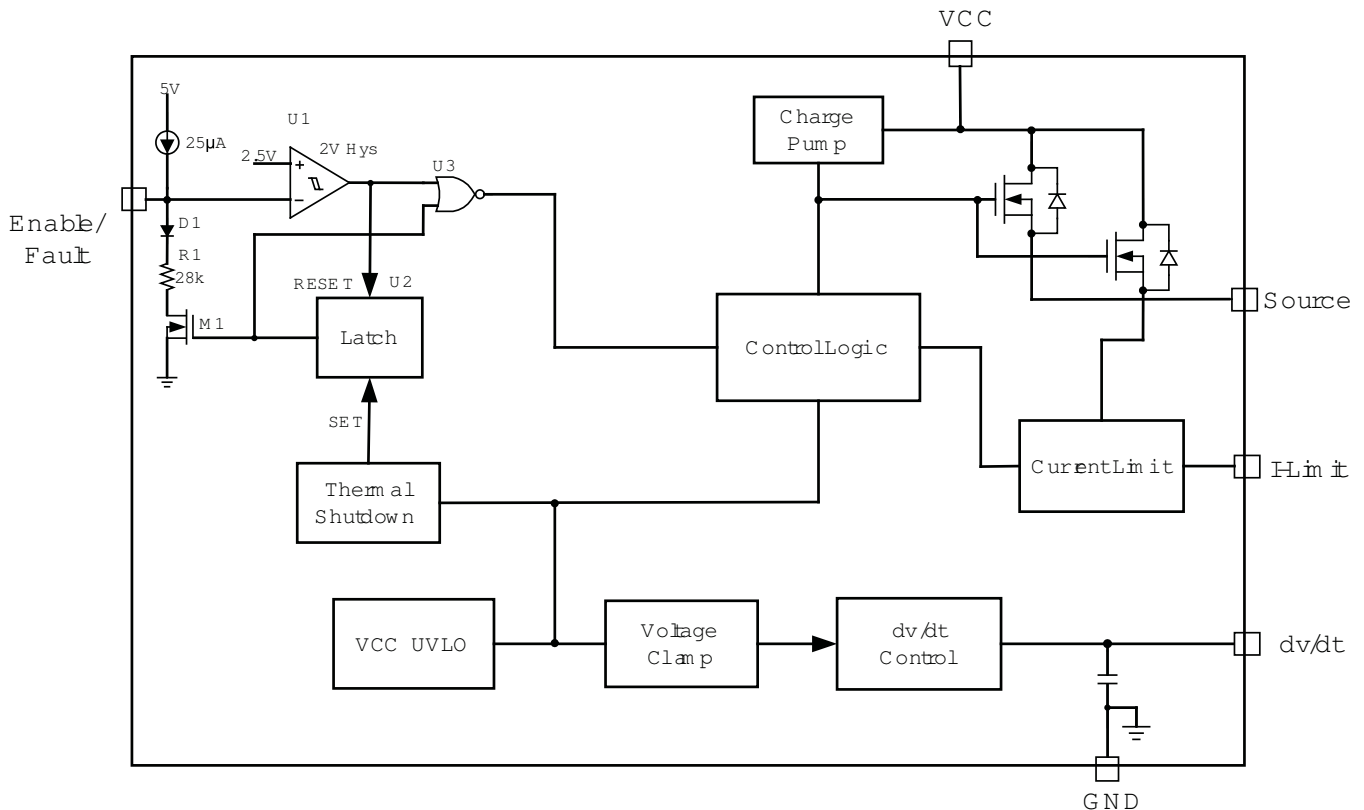 VCC
5V
U1
25µA
2.5V
2V Hys
+
−
U3
Charge
Pump
Enable/
Fault
D1
R1
28k
M1
RESET
U2
Latch
SET
Control Logic
Source
Current Limit
I-Limit
Thermal
Shutdown
VCC UVLO
Voltage
Clamp
dv/dt
Control
dv/dt
GND